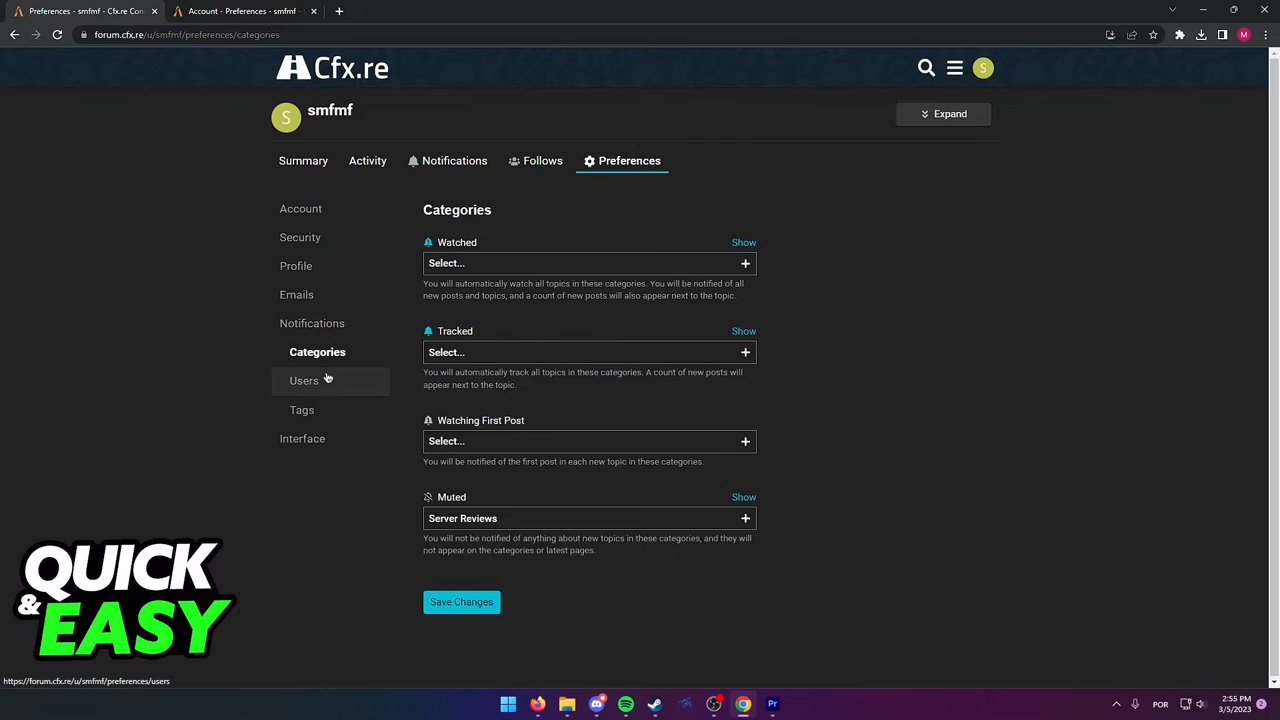 Preferences - smfmf - Cfx.re Con
Account - Preferences - smfmf -
forum.cfx.re/u/smfmf/preferences/categories
M
Cfx.re
S
S
smfmf
Expand
Summary
Activity
Notifications
Follows
Preferences
Account
Security
Profile
Emails
Notifications
Categories
Users
Tags
Interface
Categories
Watched
Show
Select...
You will automatically watch all topics in these categories. You will be notified of all
new posts and topics, and a count of new posts will also appear next to the topic.
Tracked
Show
Select...
You will automatically track all topics in these categories. A count of new posts will
appear next to the topic.
Watching First Post
Select...
You will be notified of the first post in each new topic in these categories.
Muted
Show
Server Reviews
You will not be notified of anything about new topics in these categories, and they will
not appear on the categories or latest pages.
Save Changes
QUICK
& EASY
https://forum.cfx.re/u/smfmf/preferences/users
Pr
POR
2:55 PM
3/5/2023